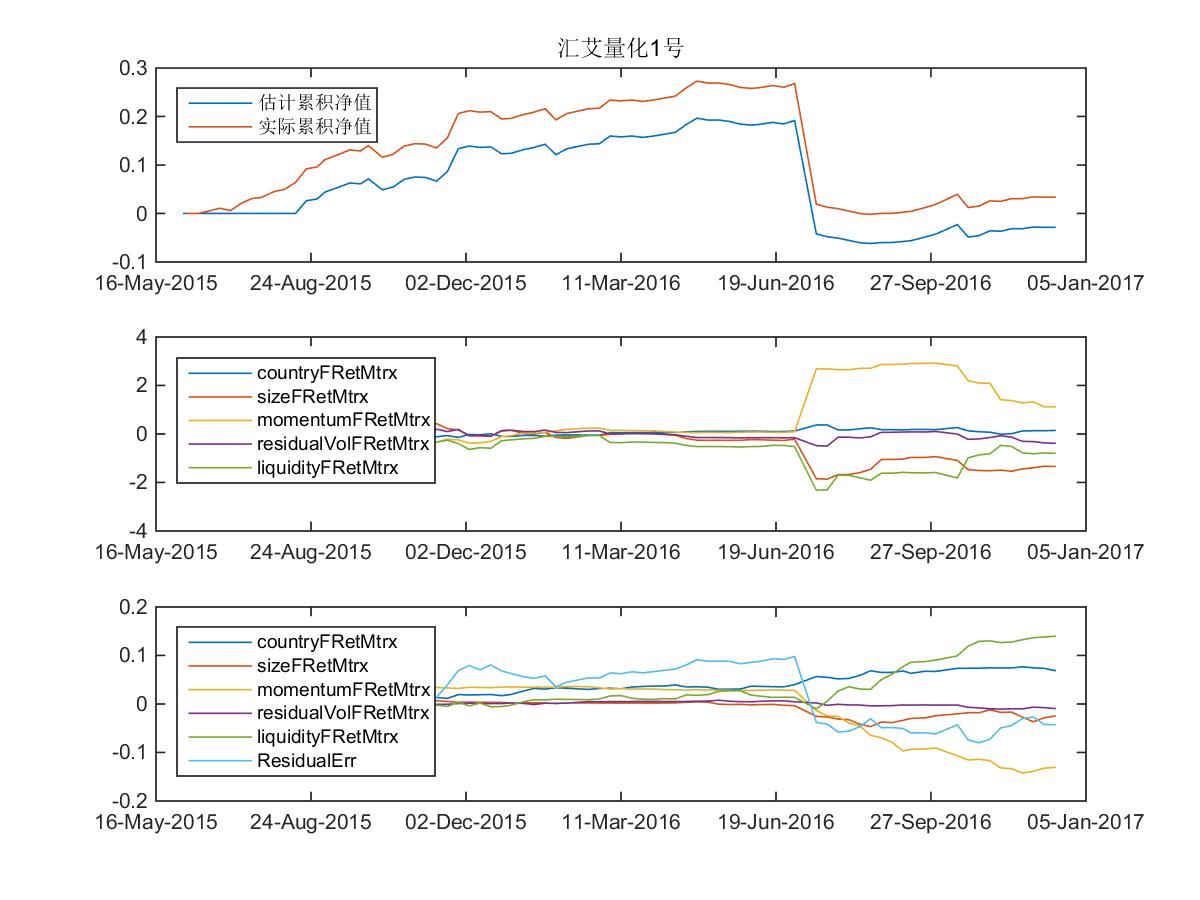 汇艾量化1号
0.3
0.2
0.1
0
-0.1
估计累积净值
实际累积净值
16-May-2015 24-Aug-2015 02-Dec-2015 11-Mar-2016 19-Jun-2016 27-Sep-2016 05-Jan-2017
4
2
0
-2
-4
countryFRetMtrx
sizeFRetMtrx
momentumFRetMtrx
residualVolFRetMtrx
liquidityFRetMtrx
16-May-2015 24-Aug-2015 02-Dec-2015 11-Mar-2016 19-Jun-2016 27-Sep-2016 05-Jan-2017
0.2
0.1
0
-0.1
-0.2
countryFRetMtrx
sizeFRetMtrx
momentumFRetMtrx
residualVolFRetMtrx
liquidityFRetMtrx
ResidualErr
16-May-2015 24-Aug-2015 02-Dec-2015 11-Mar-2016 19-Jun-2016 27-Sep-2016 05-Jan-2017